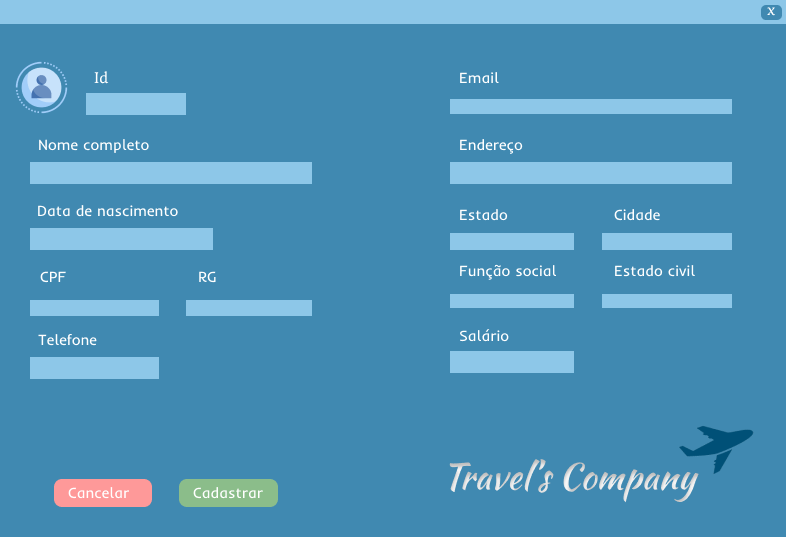 X
Id
Nome completo
Data de nascimento
CPF RG
Telefone
Email
Endereço
Estado Cidade
Função social Estado civil
Salário
Cancelar Cadastrar
Travel's Company